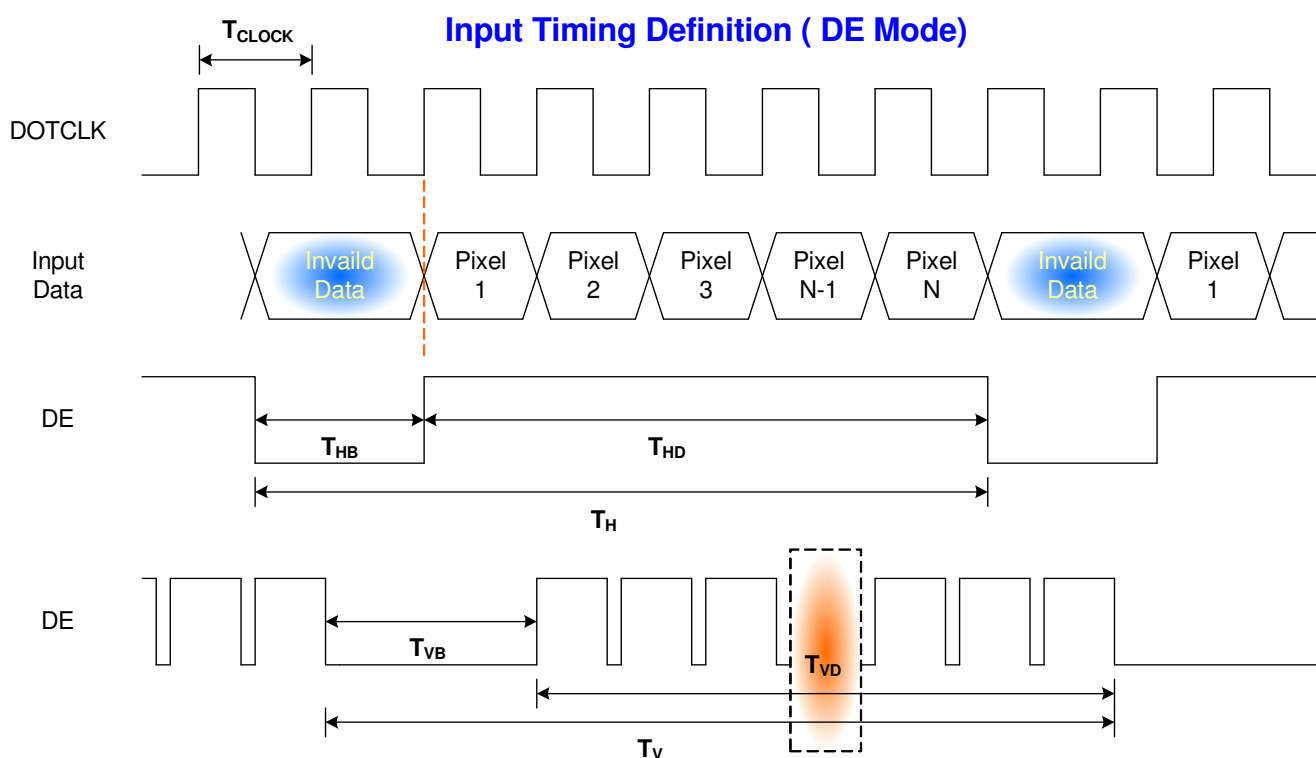 Input Timing Definition ( DE Mode)
TCLOCK
DOTCLK
Input
Data
Invaild
Data
Pixel
1
Pixel
2
Pixel
3
Pixel
N-1
Pixel
N
Invaild
Data
Pixel
1
DE
THB
THD
TH
DE
TVB
TVD
TV